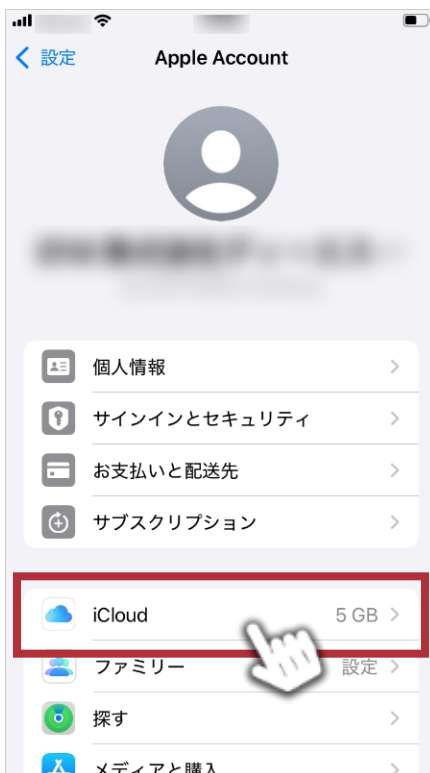 設定
Apple Account
個人情報
サインインとセキュリティ
お支払いと配送先
サブスクリプション
iCloud 5 GB
ファミリー 設定
探す
メディアと購入